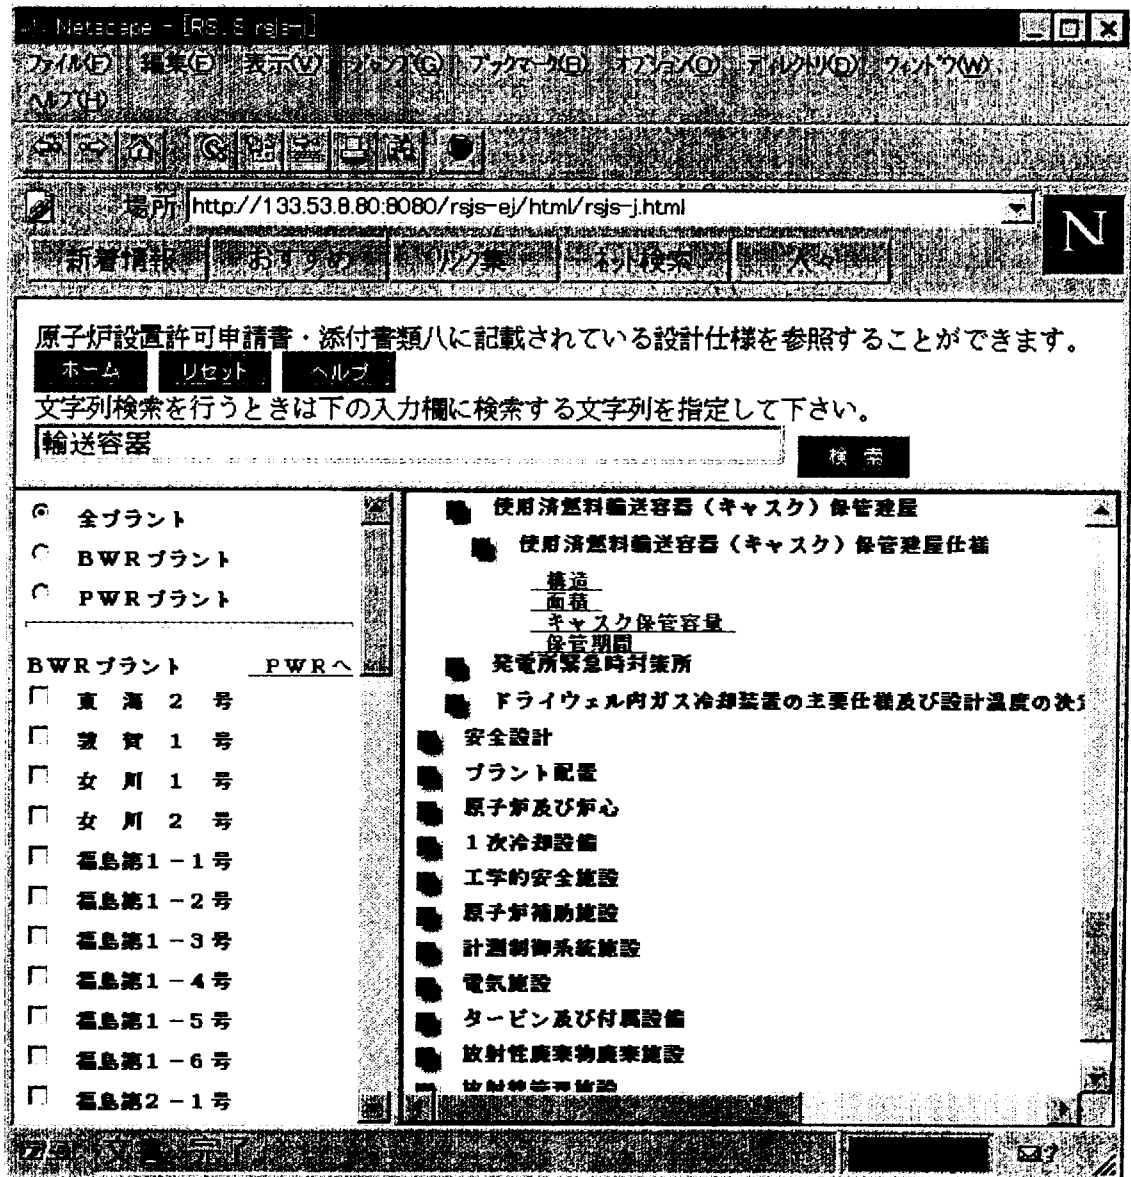 Netscape - [RS.S rsjs-j]
ファイル(F) 編集(E) 表示(V) ジャンプ(G) ブックマーク(B) オプション(O) ディレクトリ(D) ウィンドウ(W)
ヘルプ(H)
場所 http://133.53.8.80:8080/rsjs-ej/html/rsjs-j.html
N
新着情報 おすすめ リンク集 ネット検索 人々
原子炉設置許可申請書・添付書類八に記載されている設計仕様を参照することができます。
ホーム リセット ヘルプ
文字列検索を行うときは下の入力欄に検索する文字列を指定して下さい。
輸送容器
検 索
全プラント
BWRプラント
PWRプラント
BWRプラント PWRへ
東 海 2 号
敦 賀 1 号
女 川 1 号
女 川 2 号
福島第1-1号
福島第1-2号
福島第1-3号
福島第1-4号
福島第1-5号
福島第1-6号
福島第2-1号
使用済燃料輸送容器（キャスク）保管建屋
使用済燃料輸送容器（キャスク）保管建屋仕様
構造
面積
キャスク保管容量
保管期間
発電所緊急時対策所
ドライウェル内ガス冷却装置の主要仕様及び設計温度の決定
安全設計
プラント配置
原子炉及び炉心
1次冷却設備
工学的安全施設
原子炉補助施設
計測制御系統施設
電気施設
タービン及び付属設備
放射性廃棄物廃棄施設
放射線管理施設
文書:完了